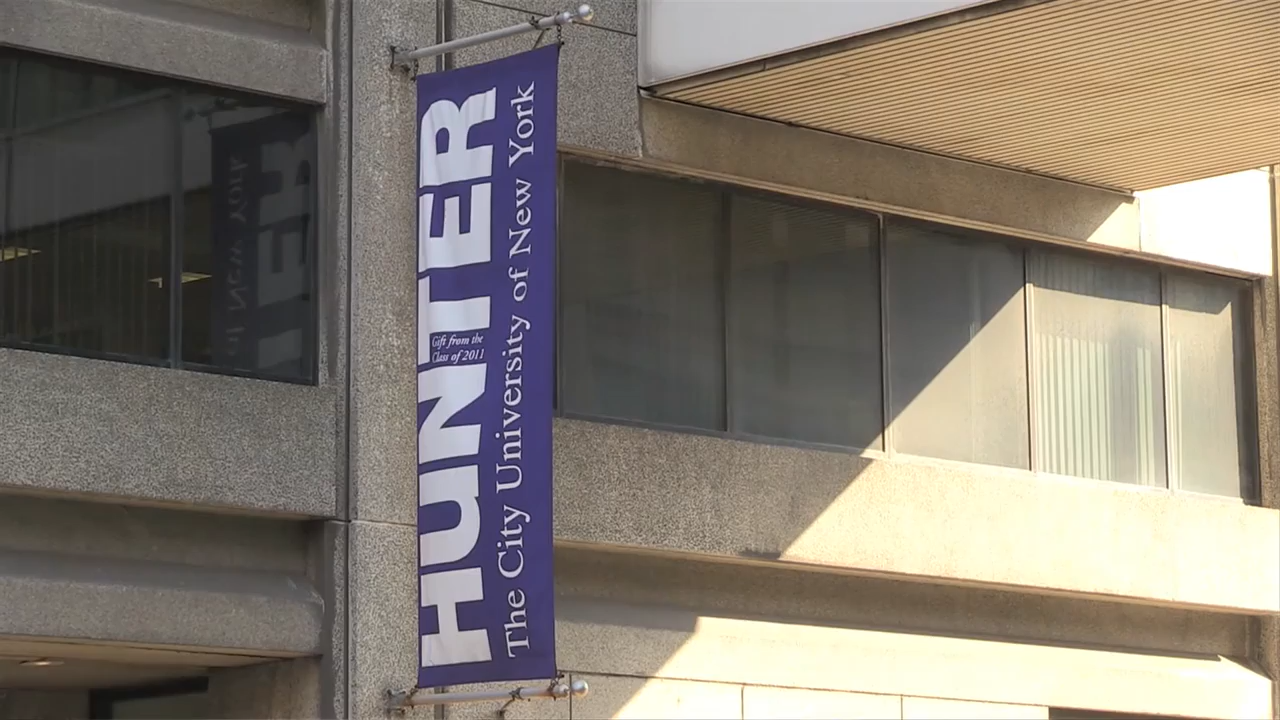 HUNTER
Gift from the
Class of 2011
The City University of New York